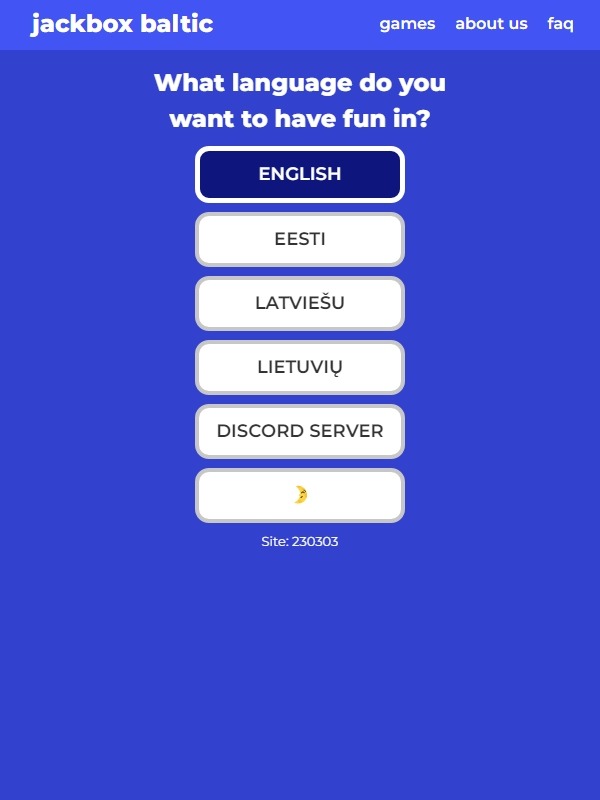 jackbox baltic
games about us faq
What language do you
want to have fun in?
ENGLISH
EESTI
LATVIEŠU
LIETUVIŲ
DISCORD SERVER
Site: 230303